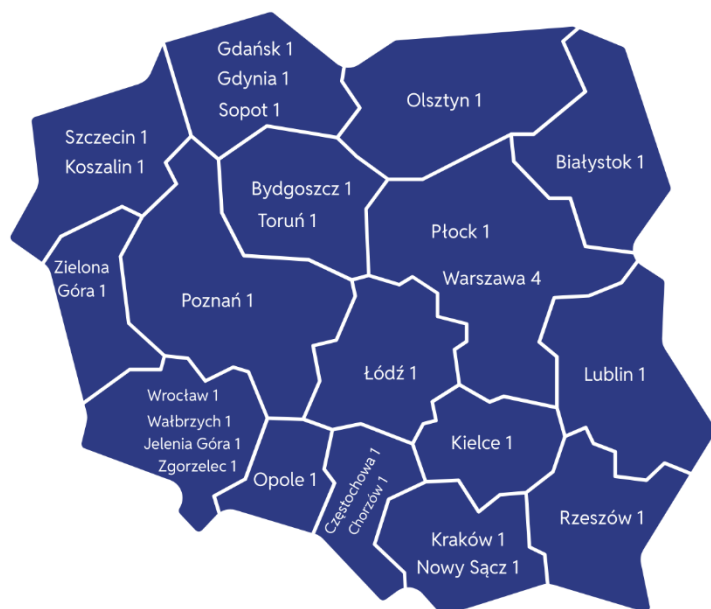 Gdańsk 1
Gdynia 1
Sopot 1
Olsztyn 1
Szczecin 1
Koszalin 1
Białystok 1
Bydgoszcz 1
Toruń 1
Płock 1
Warszawa 4
Zielona
Góra 1
Poznań 1
Łódź 1
Lublin 1
Wrocław 1
Wałbrzych 1
Jelenia Góra 1
Zgorzelec 1
Opole 1
Częstochowa 1
Chorzów 1
Kielce 1
Kraków 1
Nowy Sącz 1
Rzeszów 1